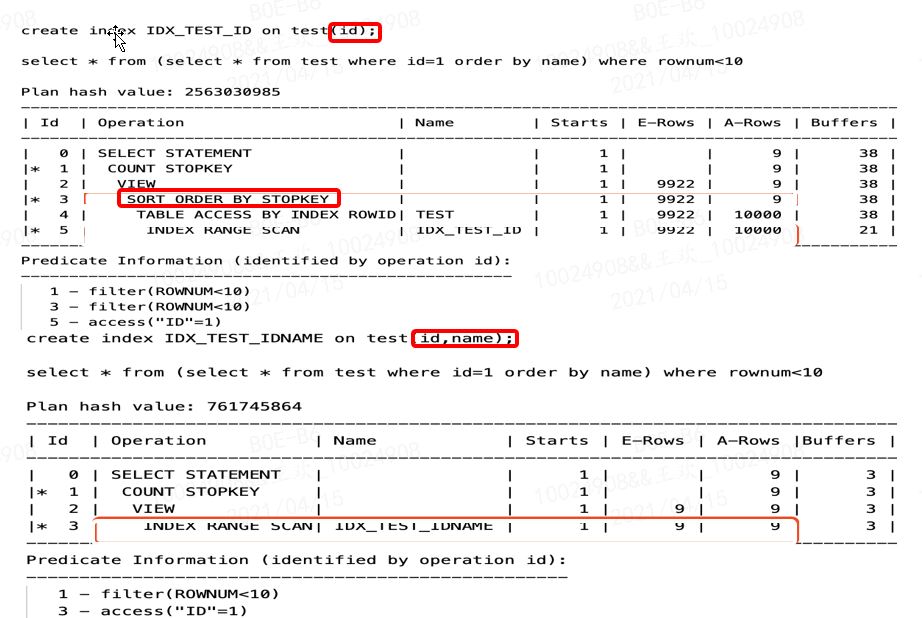 create index IDX_TEST_ID on test(id);
select * from (select * from test where id=1 order by name) where rownum<10
Plan hash value: 2563030985
| Id | Operation | Name | Starts | E-Rows | A-Rows | Buffers |
| 0 | SELECT STATEMENT | | 1 | | 9 | 38 |
|* 1 | COUNT STOPKEY | | 1 | | 9 | 38 |
| 2 | VIEW | | 1 | 9922 | 9 | 38 |
|* 3 | SORT ORDER BY STOPKEY | | 1 | 9922 | 9 | 38 |
| 4 | TABLE ACCESS BY INDEX ROWID| TEST | 1 | 9922 | 10000 | 38 |
|* 5 | INDEX RANGE SCAN | IDX_TEST_ID | 1 | 9922 | 10000 | 21 |
Predicate Information (identified by operation id):
1 - filter(ROWNUM<10)
3 - filter(ROWNUM<10)
5 - access("ID"=1)
create index IDX_TEST_IDNAME on test(id,name);
select * from (select * from test where id=1 order by name) where rownum<10
Plan hash value: 761745864
| Id | Operation | Name | Starts | E-Rows | A-Rows |Buffers |
| 0 | SELECT STATEMENT | | 1 | | 9 | 3 |
|* 1 | COUNT STOPKEY | | 1 | | 9 | 3 |
| 2 | VIEW | | 1 | 9 | 9 | 3 |
|* 3 | INDEX RANGE SCAN| IDX_TEST_IDNAME | 1 | 9 | 9 | 3 |
Predicate Information (identified by operation id):
1 - filter(ROWNUM<10)
3 - access("ID"=1)